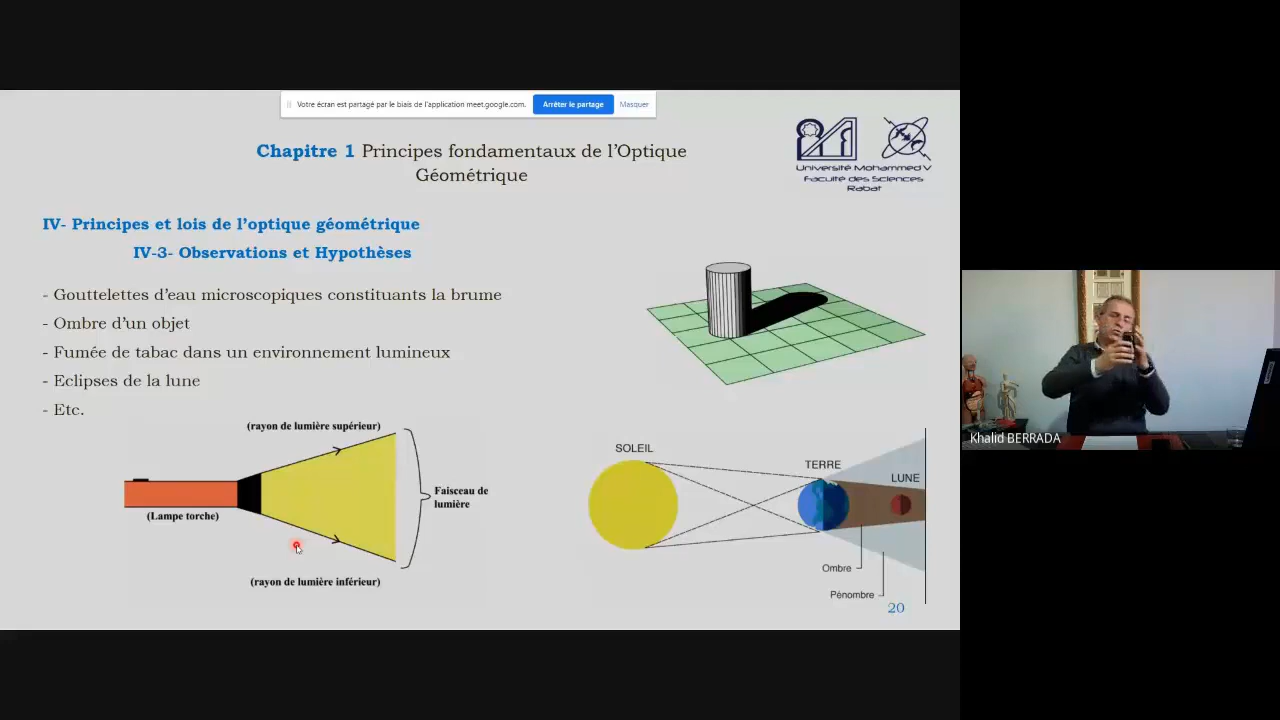 Votre écran est partagé par le biais de l'application meet.google.com.
Arrêter le partage
Masquer
Chapitre 1 Principes fondamentaux de l'Optique
Géométrique
Université Mohammed V
Faculté des Sciences
Rabat
IV- Principes et lois de l'optique géométrique
IV-3- Observations et Hypothèses
- Gouttelettes d'eau microscopiques constituants la brume
- Ombre d'un objet
- Fumée de tabac dans un environnement lumineux
- Eclipses de la lune
- Etc.
(rayon de lumière supérieur)
(Lampe torche)
Faisceau de
lumière
(rayon de lumière inférieur)
SOLEIL
TERRE
LUNE
Ombre
Pénombre
20
Khalid BERRADA